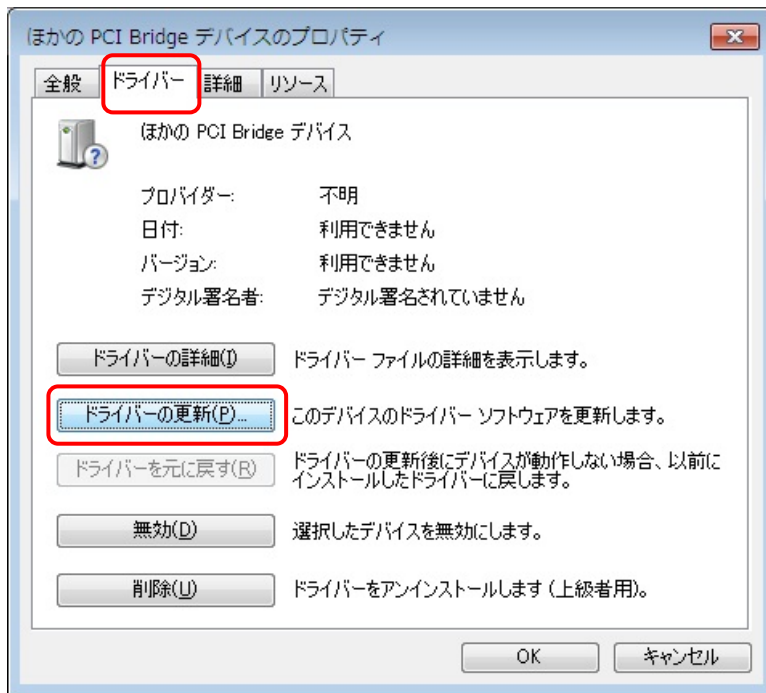 ほかの PCI Bridge デバイスのプロパティ
全般 ドライバー 詳細 リソース
ほかの PCI Bridge デバイス
プロバイダー: 不明
日付: 利用できません
バージョン: 利用できません
デジタル署名者: デジタル署名されていません
ドライバーの詳細(I) ドライバー ファイルの詳細を表示します。
ドライバーの更新(P)... このデバイスのドライバー ソフトウェアを更新します。
ドライバーを元に戻す(R) ドライバーの更新後にデバイスが動作しない場合、以前に
インストールしたドライバーに戻します。
無効(D) 選択したデバイスを無効にします。
削除(U) ドライバーをアンインストールします (上級者用)。
OK キャンセル